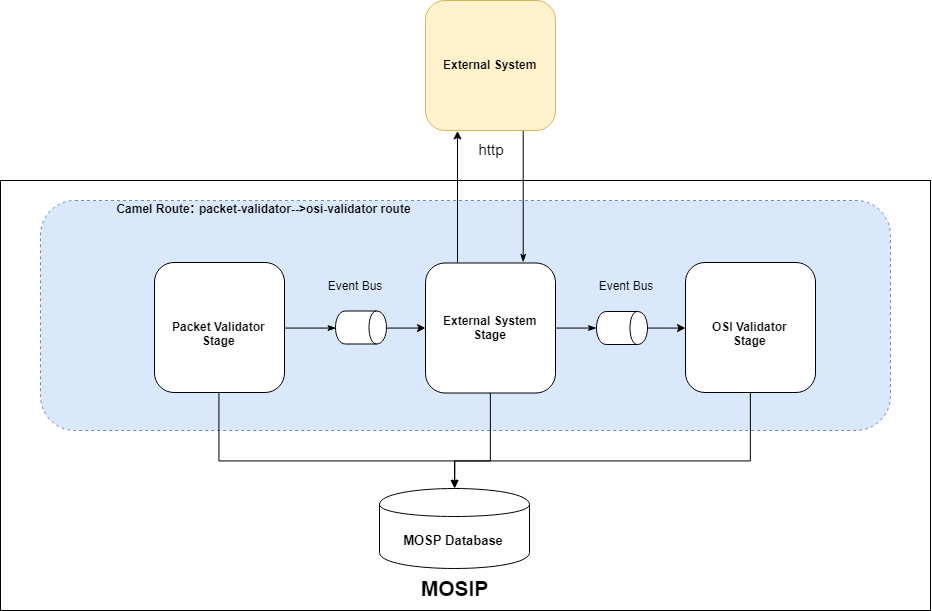 External System
http
Camel Route: packet-validator-->osi-validator route
Event Bus
Event Bus
Packet Validator
Stage
External System
Stage
OSI Validator
Stage
MOSP Database
MOSIP